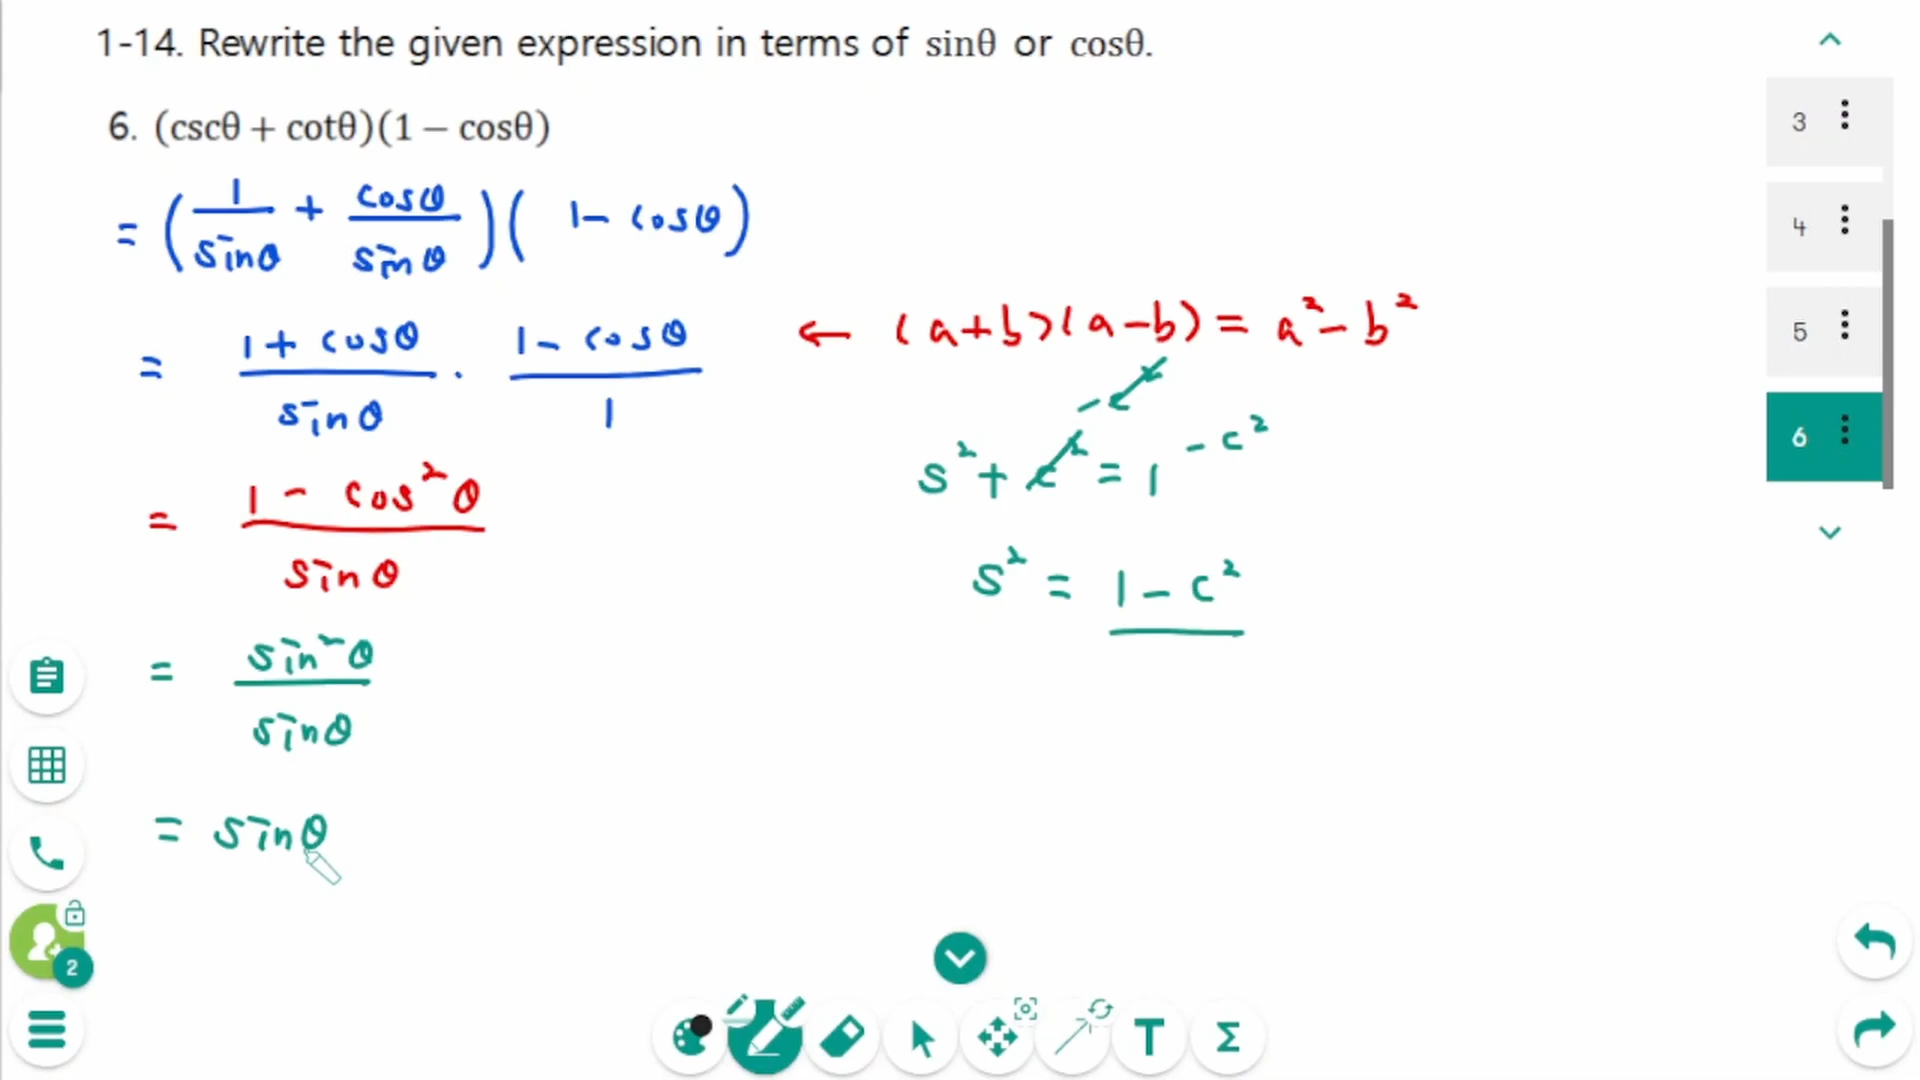 1-14. Rewrite the given expression in terms of sinθ or cosθ.
6. (cscθ + cotθ)(1 − cosθ)
= (1/sinθ + cosθ/sinθ)(1 − cosθ)
= (1 + cosθ)/sinθ · (1 − cosθ)/1
← (a+b)(a−b) = a² − b²
− c²
s² + c² = 1 − c²
= (1 − cos²θ)/sinθ
s² = 1 − c²
= sin²θ/sinθ
= sinθ
3
4
5
6
2
T
Σ